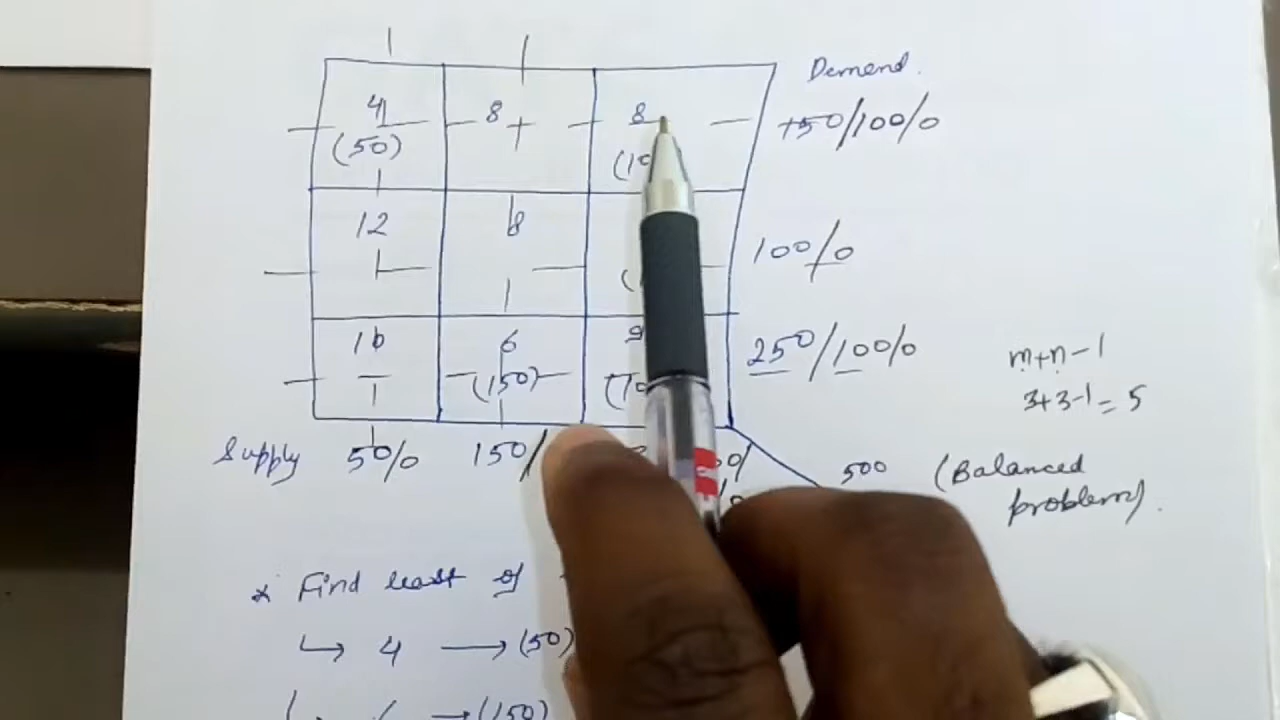 Demand.
4 8 8 150/100/0
(50)
12 8 100/0
16 6 250/100/0
(150)
m+n-1
3+3-1=5
Supply 50/0 150/ 500 (Balanced
problem).
* Find least of
↳ 4 → (50)
→ (150)